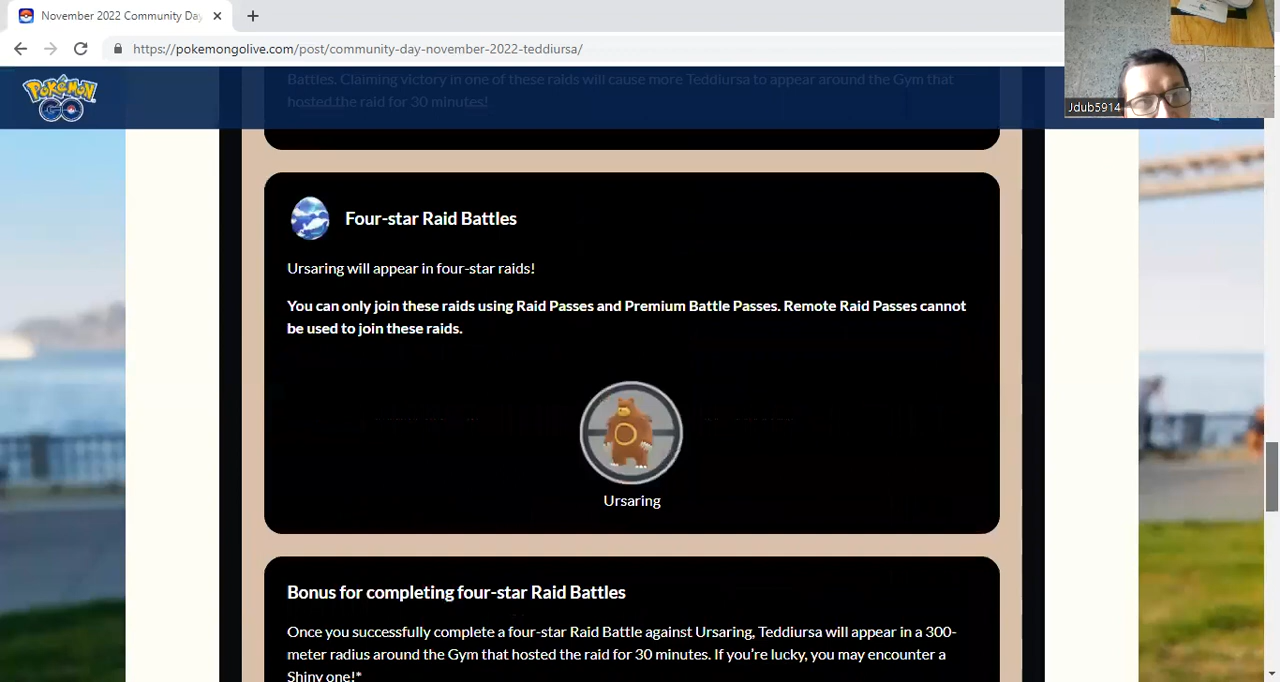 November 2022 Community Day
https://pokemongolive.com/post/community-day-november-2022-teddiursa/
POKÉMON
GO
Battles. Claiming victory in one of these raids will cause more Teddiursa to appear around the Gym that
hosted the raid for 30 minutes!
Jdub5914
Four-star Raid Battles
Ursaring will appear in four-star raids!
You can only join these raids using Raid Passes and Premium Battle Passes. Remote Raid Passes cannot
be used to join these raids.
Ursaring
Bonus for completing four-star Raid Battles
Once you successfully complete a four-star Raid Battle against Ursaring, Teddiursa will appear in a 300-
meter radius around the Gym that hosted the raid for 30 minutes. If you're lucky, you may encounter a
Shiny one!*